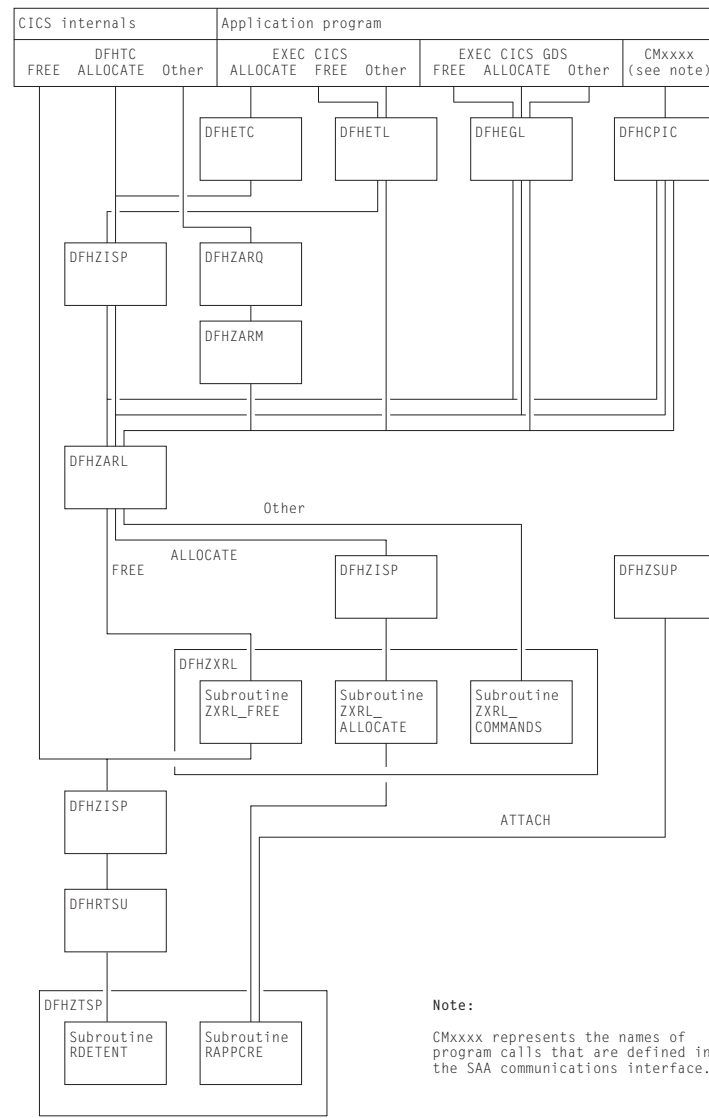 CICS internals
Application program
DFHTC
FREE ALLOCATE Other
EXEC CICS
ALLOCATE FREE Other
EXEC CICS GDS
FREE ALLOCATE Other
CMxxxx
(see note)
DFHETC
DFHETL
DFHEGL
DFHCPIC
DFHZISP
DFHZARQ
DFHZARM
DFHZARL
Other
ALLOCATE
FREE
DFHZISP
DFHZSUP
DFHZXRL
Subroutine
ZXRL_FREE
Subroutine
ZXRL_
ALLOCATE
Subroutine
ZXRL_
COMMANDS
DFHZISP
ATTACH
DFHRTSU
DFHZTSP
Subroutine
RDETENT
Subroutine
RAPPCRE
Note:
CMxxxx represents the names of
program calls that are defined in
the SAA communications interface.